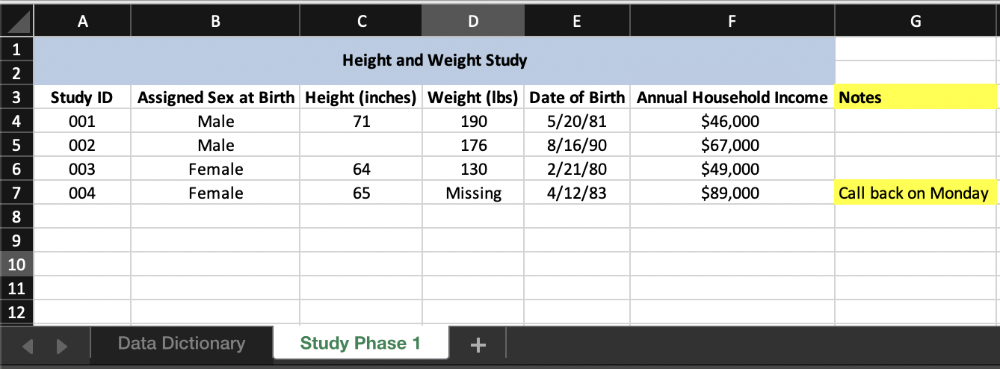 A B C D E F G
1
Height and Weight Study
2
3 Study ID Assigned Sex at Birth Height (inches) Weight (lbs) Date of Birth Annual Household Income Notes
4 001 Male 71 190 5/20/81 $46,000
5 002 Male 176 8/16/90 $67,000
6 003 Female 64 130 2/21/80 $49,000
7 004 Female 65 Missing 4/12/83 $89,000 Call back on Monday
8
9
10
11
12
Data Dictionary Study Phase 1 +